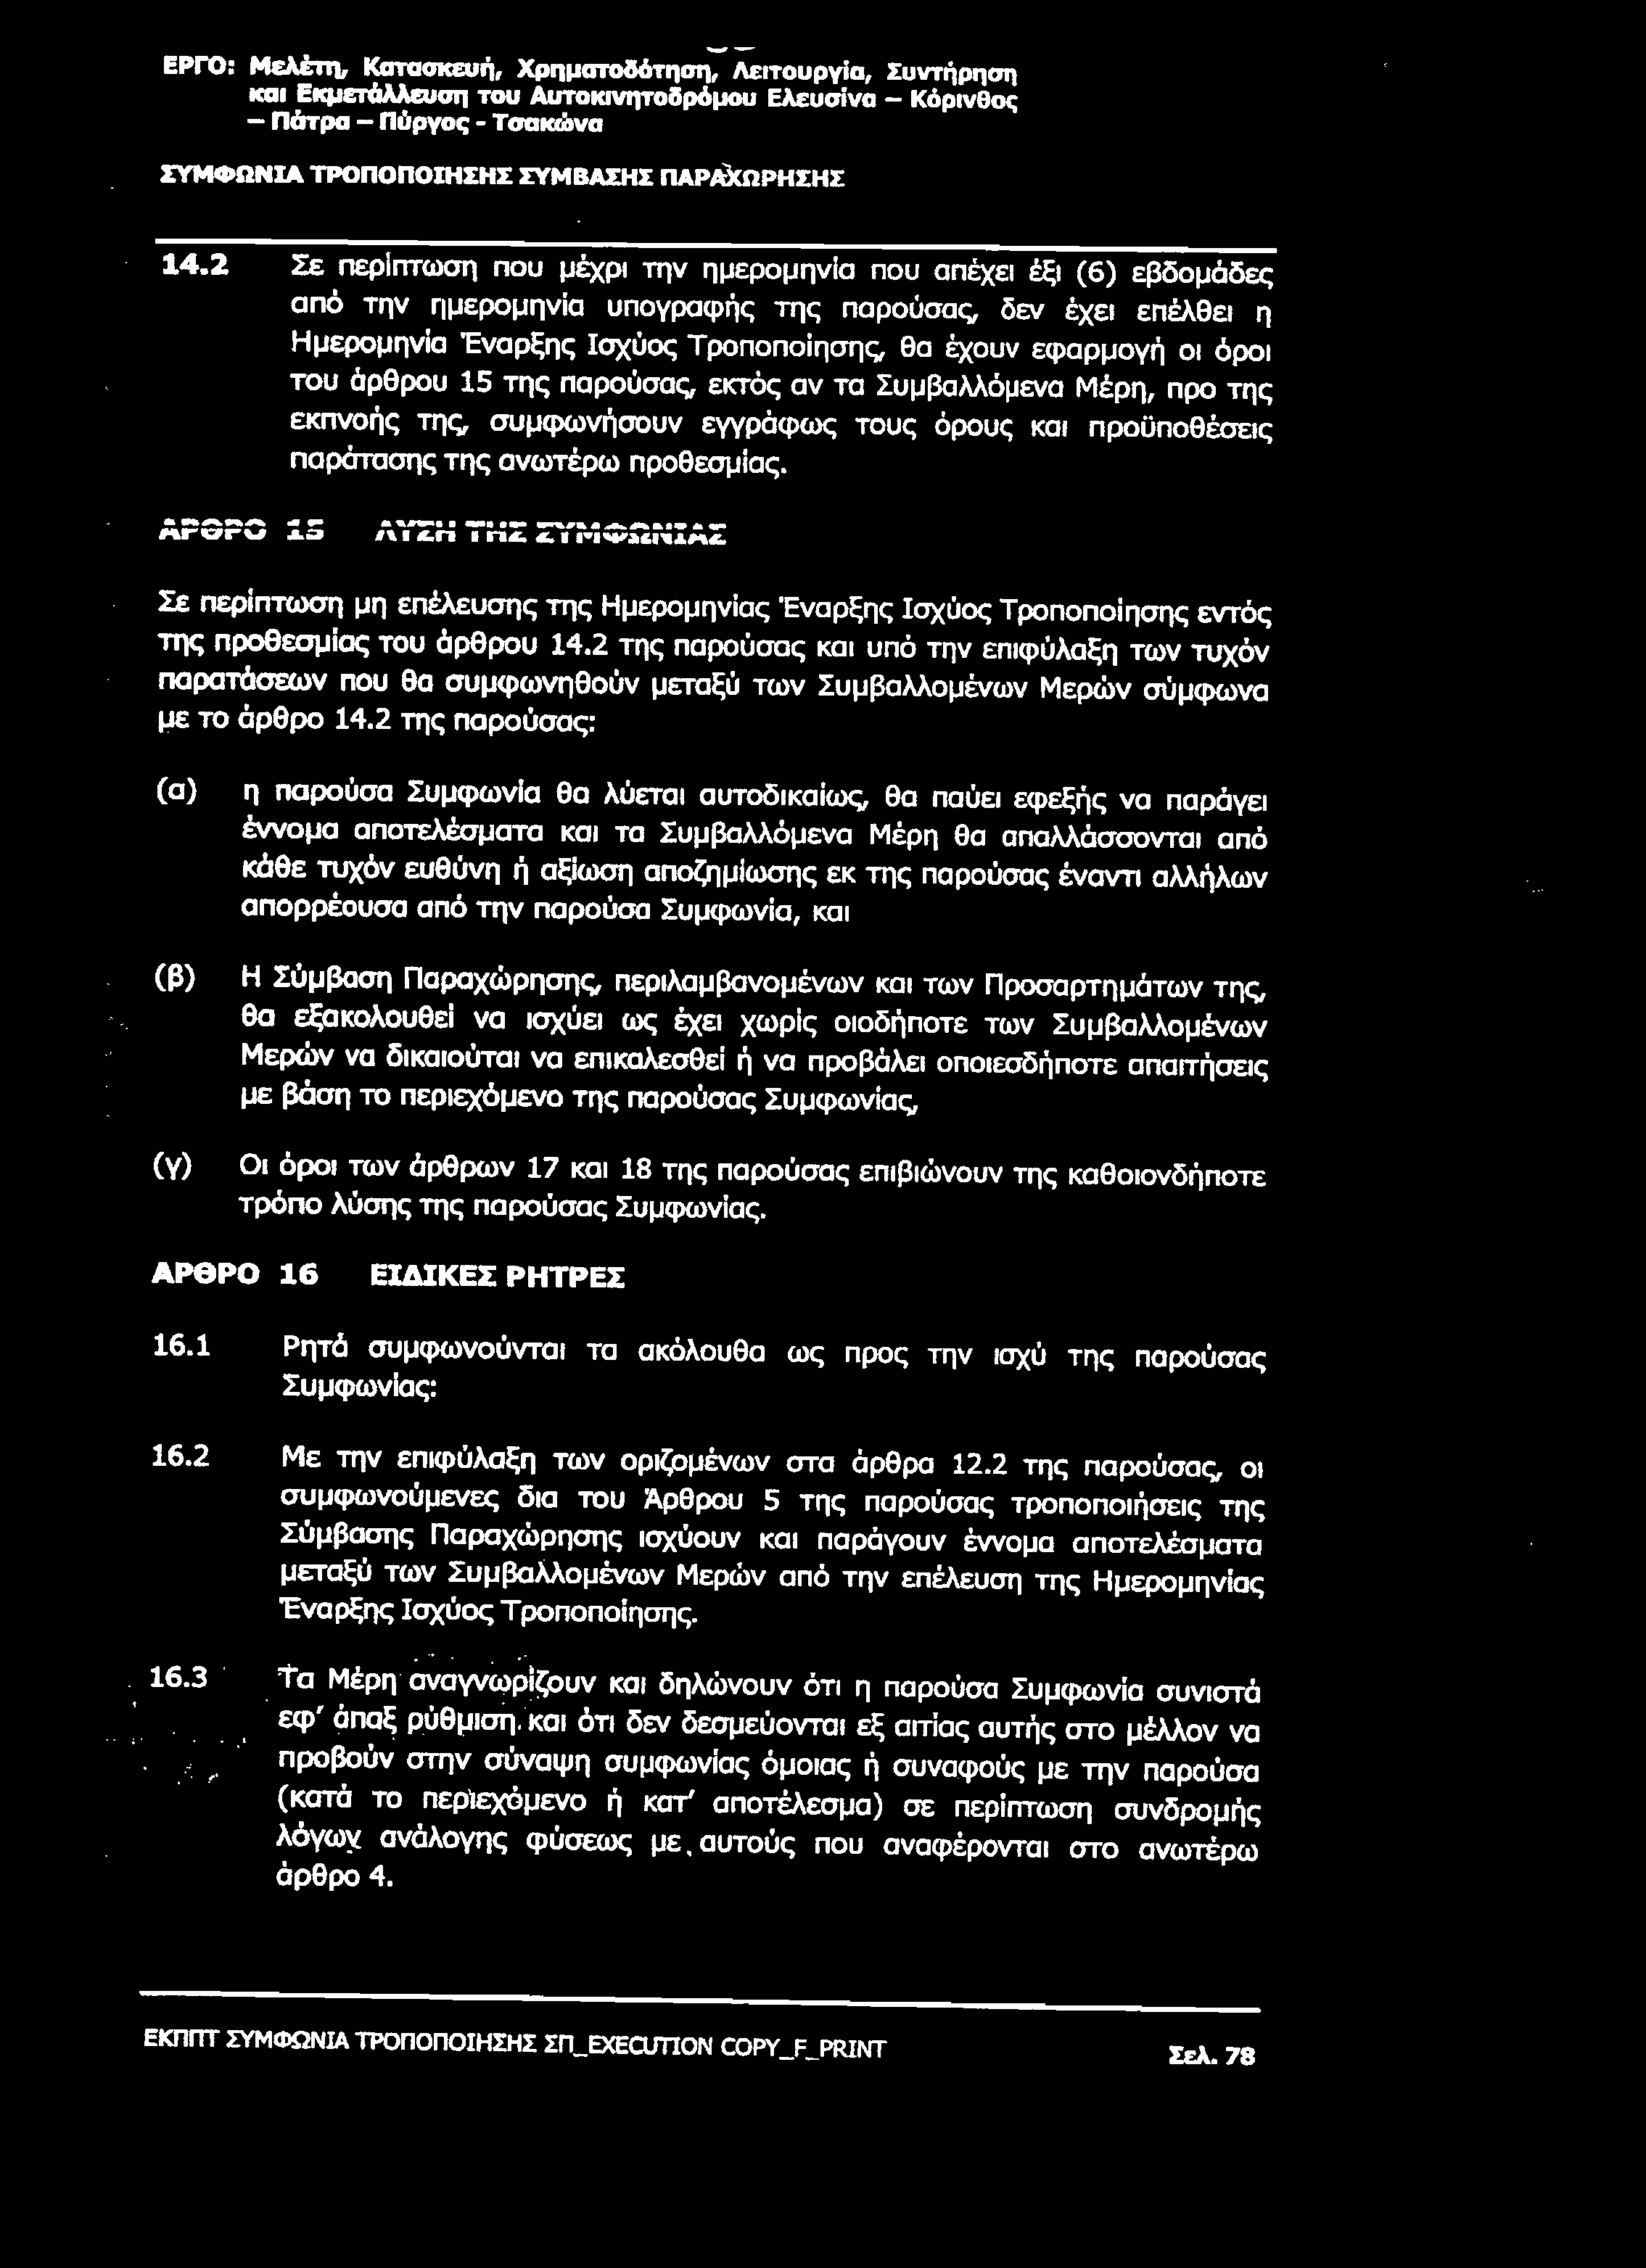 ΕΡΓΟ: Μελέτη, Κατασκευή, Χρηματοδότηση, Λειτουργία, Συντήρηση
και Εκμετάλλευση του Αυτοκινητοδρόμου Ελευσίνα – Κόρινθος
– Πάτρα – Πύργος - Τσακώνα
ΣΥΜΦΩΝΙΑ ΤΡΟΠΟΠΟΙΗΣΗΣ ΣΥΜΒΑΣΗΣ ΠΑΡΑΧΩΡΗΣΗΣ
14.2 Σε περίπτωση που μέχρι την ημερομηνία που απέχει έξι (6) εβδομάδες
από την ημερομηνία υπογραφής της παρούσας, δεν έχει επέλθει η
Ημερομηνία Έναρξης Ισχύος Τροποποίησης, θα έχουν εφαρμογή οι όροι
του άρθρου 15 της παρούσας, εκτός αν τα Συμβαλλόμενα Μέρη, προ της
εκπνοής της, συμφωνήσουν εγγράφως τους όρους και προϋποθέσεις
παράτασης της ανωτέρω προθεσμίας.
ΑΡΘΡΟ 15 ΛΥΣΗ ΤΗΣ ΣΥΜΦΩΝΙΑΣ
Σε περίπτωση μη επέλευσης της Ημερομηνίας Έναρξης Ισχύος Τροποποίησης εντός
της προθεσμίας του άρθρου 14.2 της παρούσας και υπό την επιφύλαξη των τυχόν
παρατάσεων που θα συμφωνηθούν μεταξύ των Συμβαλλομένων Μερών σύμφωνα
με το άρθρο 14.2 της παρούσας:
(α) η παρούσα Συμφωνία θα λύεται αυτοδικαίως, θα παύει εφεξής να παράγει
έννομα αποτελέσματα και τα Συμβαλλόμενα Μέρη θα απαλλάσσονται από
κάθε τυχόν ευθύνη ή αξίωση αποζημίωσης εκ της παρούσας έναντι αλλήλων
απορρέουσα από την παρούσα Συμφωνία, και
(β) Η Σύμβαση Παραχώρησης, περιλαμβανομένων και των Προσαρτημάτων της,
θα εξακολουθεί να ισχύει ως έχει χωρίς οιοδήποτε των Συμβαλλομένων
Μερών να δικαιούται να επικαλεσθεί ή να προβάλει οποιεσδήποτε απαιτήσεις
με βάση το περιεχόμενο της παρούσας Συμφωνίας,
(γ) Οι όροι των άρθρων 17 και 18 της παρούσας επιβιώνουν της καθοιονδήποτε
τρόπο λύσης της παρούσας Συμφωνίας.
ΑΡΘΡΟ 16 ΕΙΔΙΚΕΣ ΡΗΤΡΕΣ
16.1 Ρητά συμφωνούνται τα ακόλουθα ως προς την ισχύ της παρούσας
Συμφωνίας:
16.2 Με την επιφύλαξη των οριζομένων στα άρθρα 12.2 της παρούσας, οι
συμφωνούμενες δια του Άρθρου 5 της παρούσας τροποποιήσεις της
Σύμβασης Παραχώρησης ισχύουν και παράγουν έννομα αποτελέσματα
μεταξύ των Συμβαλλομένων Μερών από την επέλευση της Ημερομηνίας
Έναρξης Ισχύος Τροποποίησης.
16.3 Τα Μέρη αναγνωρίζουν και δηλώνουν ότι η παρούσα Συμφωνία συνιστά
εφ' άπαξ ρύθμιση. και ότι δεν δεσμεύονται εξ αιτίας αυτής στο μέλλον να
προβούν στην σύναψη συμφωνίας όμοιας ή συναφούς με την παρούσα
(κατά το περιεχόμενο ή κατ' αποτέλεσμα) σε περίπτωση συνδρομής
λόγων ανάλογης φύσεως με αυτούς που αναφέρονται στο ανωτέρω
άρθρο 4.
ΕΚΠΠΤ ΣΥΜΦΩΝΙΑ ΤΡΟΠΟΠΟΙΗΣΗΣ ΣΠ_EXECUTION COPY_F_PRINT Σελ. 78